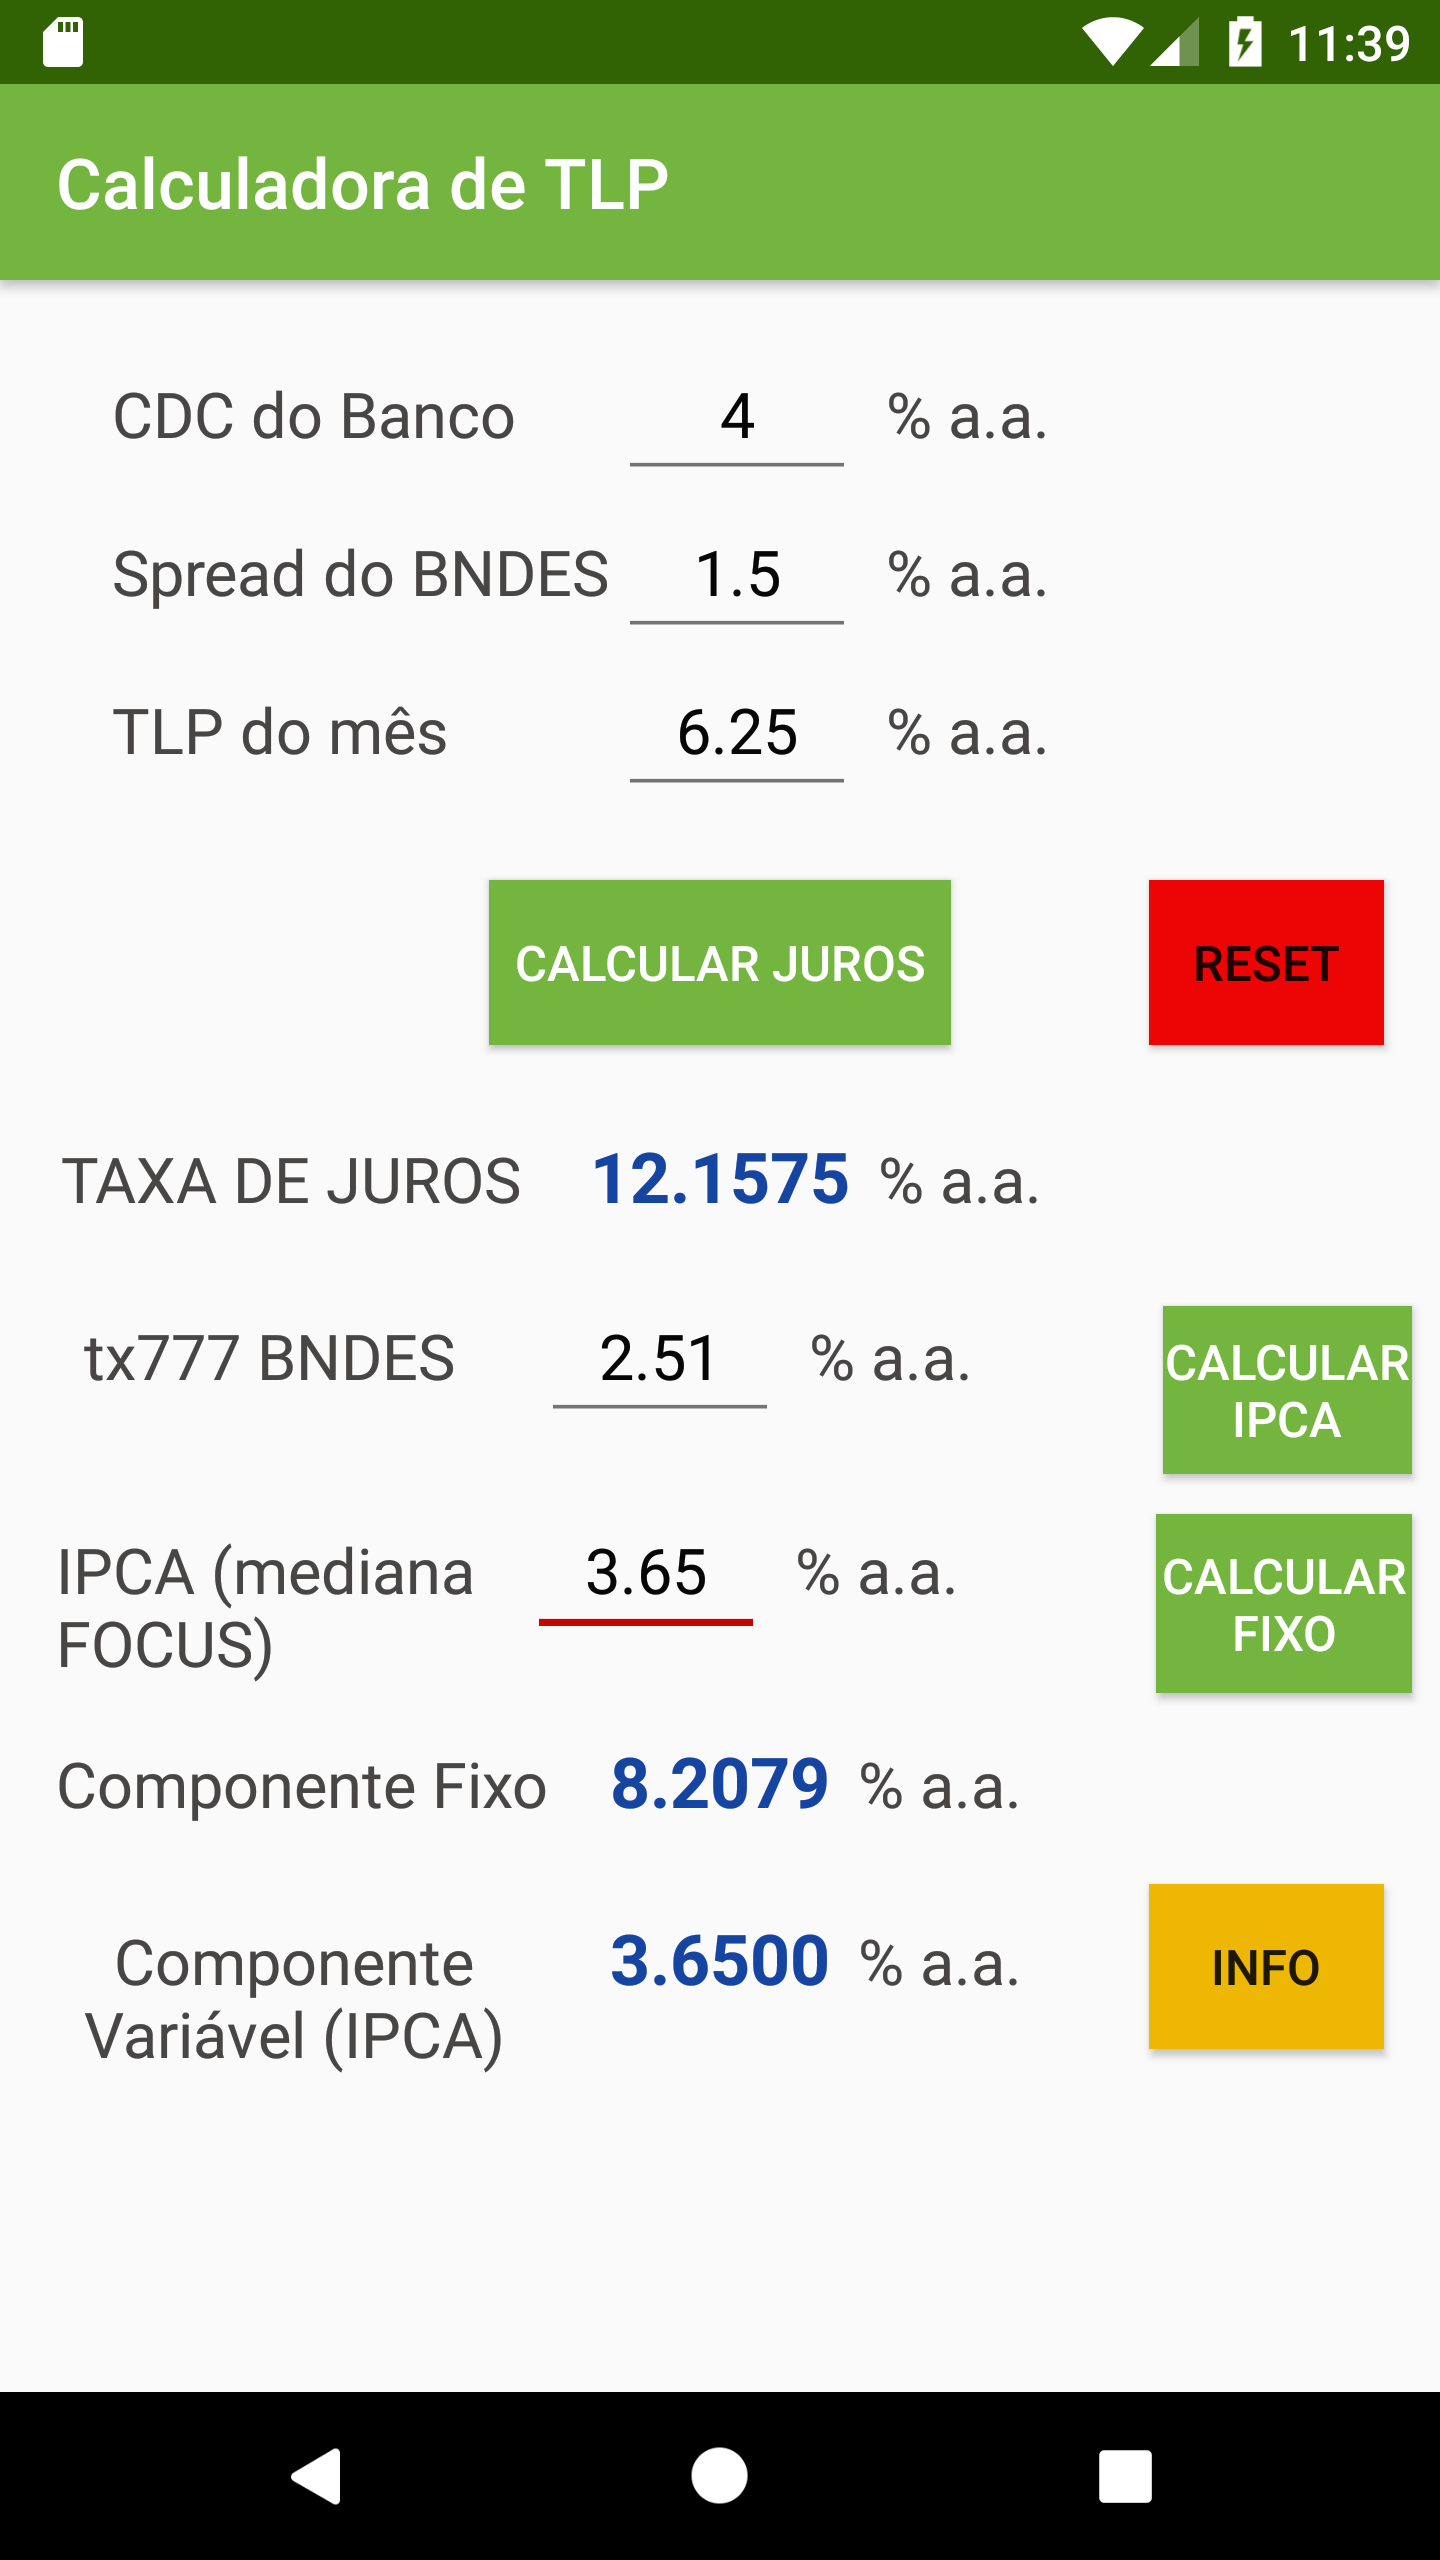 11:39
Calculadora de TLP
CDC do Banco 4 % a.a.
Spread do BNDES 1.5 % a.a.
TLP do mês 6.25 % a.a.
CALCULAR JUROS RESET
TAXA DE JUROS 12.1575 % a.a.
tx777 BNDES 2.51 % a.a.
CALCULAR
IPCA
IPCA (mediana
FOCUS)
3.65 % a.a.
CALCULAR
FIXO
Componente Fixo 8.2079 % a.a.
Componente
Variável (IPCA)
3.6500 % a.a.
INFO